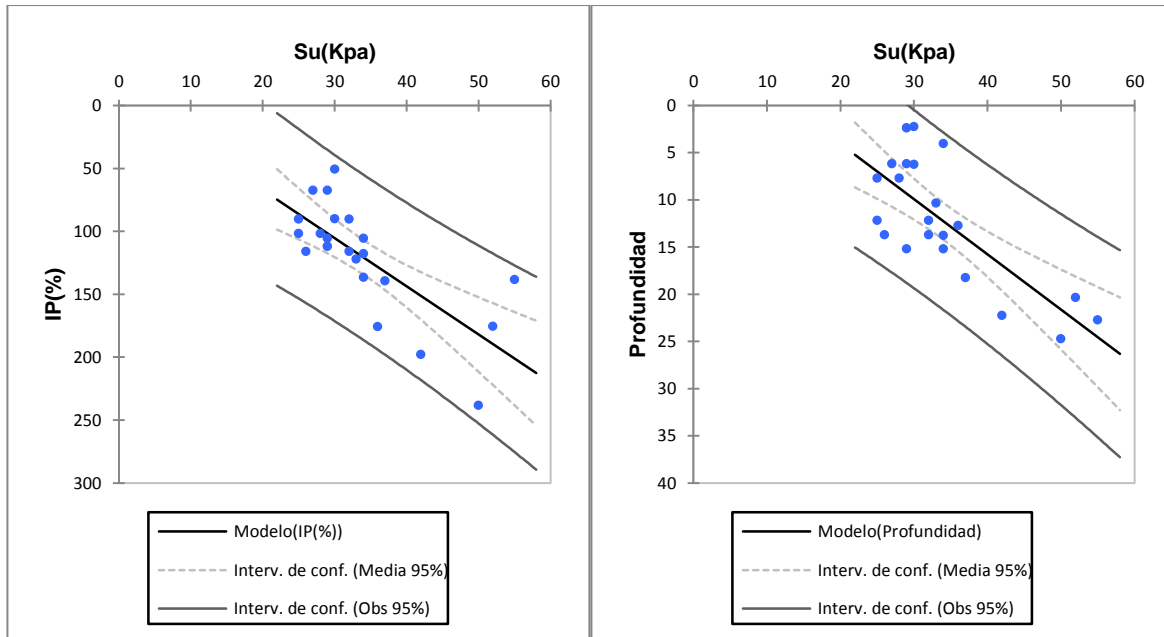 Su(Kpa)
0 10 20 30 40 50 60
0
50
100
150
200
250
300
IP(%)
Modelo(IP(%))
Interv. de conf. (Media 95%)
Interv. de conf. (Obs 95%)
Su(Kpa)
0 10 20 30 40 50 60
0
5
10
15
20
25
30
35
40
Profundidad
Modelo(Profundidad)
Interv. de conf. (Media 95%)
Interv. de conf. (Obs 95%)